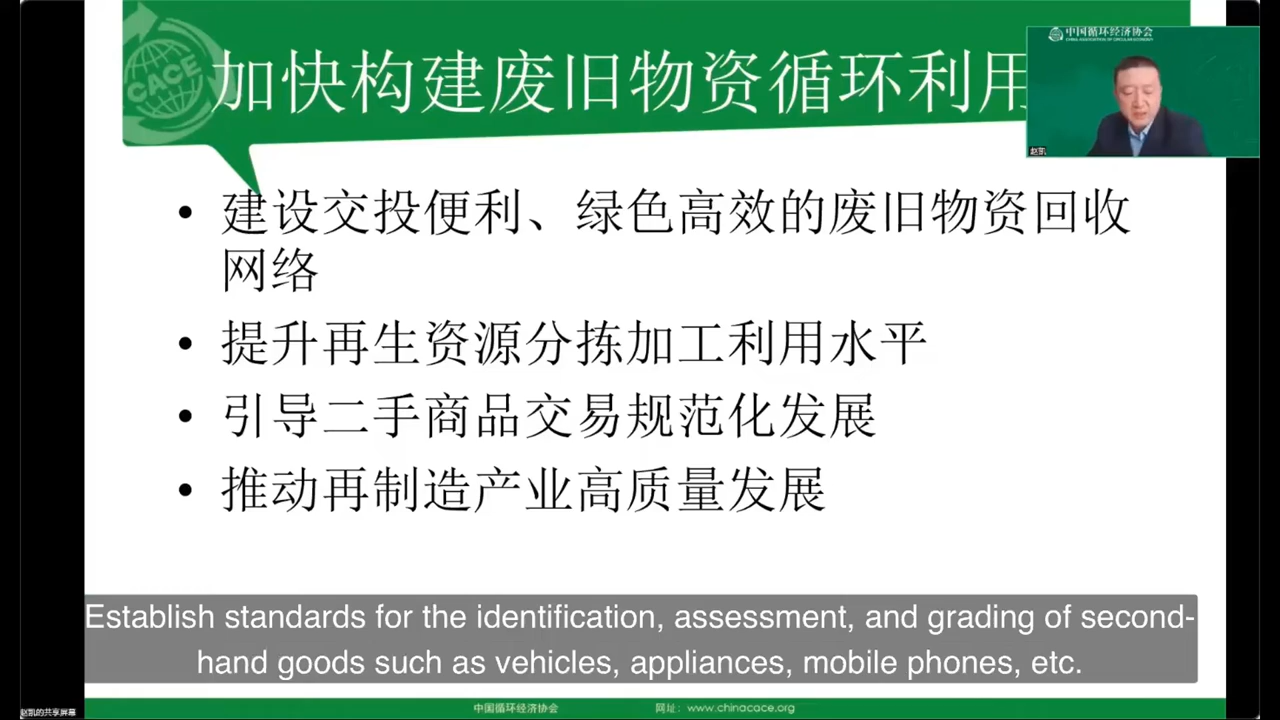 加快构建废旧物资循环利用
CACE
中国循环经济协会
CHINA ASSOCIATION OF CIRCULAR ECONOMY
赵凯
• 建设交投便利、绿色高效的废旧物资回收
网络
• 提升再生资源分拣加工利用水平
• 引导二手商品交易规范化发展
• 推动再制造产业高质量发展
Establish standards for the identification, assessment, and grading of second-
hand goods such as vehicles, appliances, mobile phones, etc.
中国循环经济协会 网址：www.chinacace.org
赵凯的共享屏幕